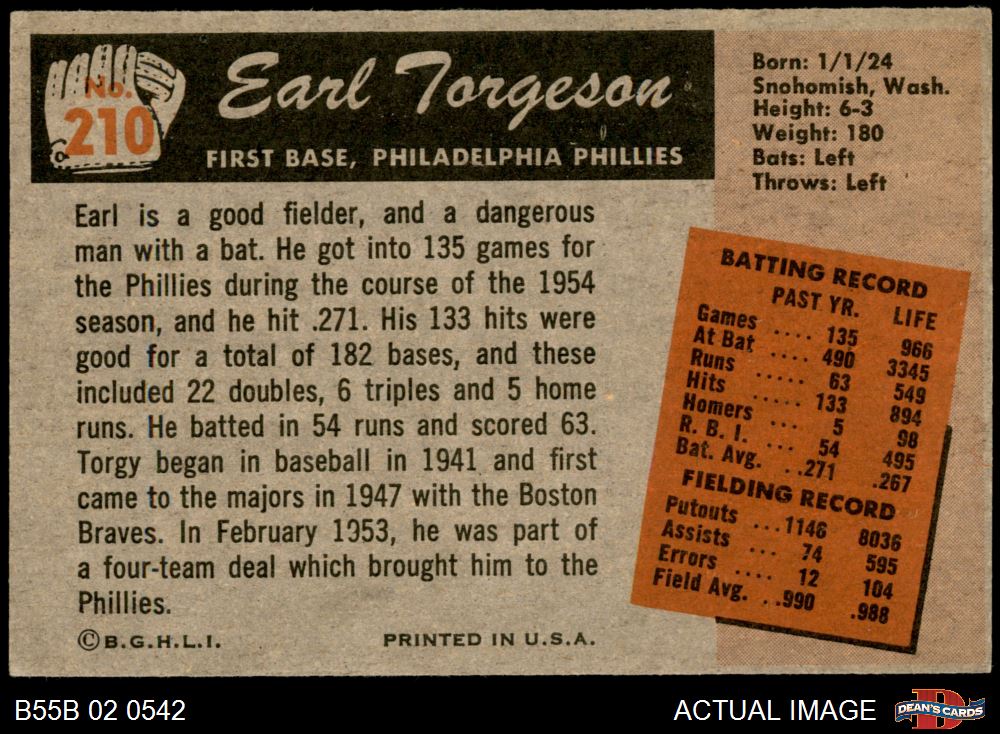 No.
210
Earl Torgeson
FIRST BASE, PHILADELPHIA PHILLIES
Earl is a good fielder, and a dangerous
man with a bat. He got into 135 games for
the Phillies during the course of the 1954
season, and he hit .271. His 133 hits were
good for a total of 182 bases, and these
included 22 doubles, 6 triples and 5 home
runs. He batted in 54 runs and scored 63.
Torgy began in baseball in 1941 and first
came to the majors in 1947 with the Boston
Braves. In February 1953, he was part of
a four-team deal which brought him to the
Phillies.
©B.G.H.L.I. PRINTED IN U.S.A.
Born: 1/1/24
Snohomish, Wash.
Height: 6-3
Weight: 180
Bats: Left
Throws: Left
BATTING RECORD
PAST YR. LIFE
Games .... 135 966
At Bat .... 490 3345
Runs ..... 63 549
Hits ..... 133 894
Homers ... 5 98
R. B. I. ... 54 495
Bat. Avg. ..271 .267
FIELDING RECORD
Putouts ...1146 8036
Assists ... 74 595
Errors .... 12 104
Field Avg. ..990 .988
B55B 02 0542 ACTUAL IMAGE
D
DEAN'S CARDS